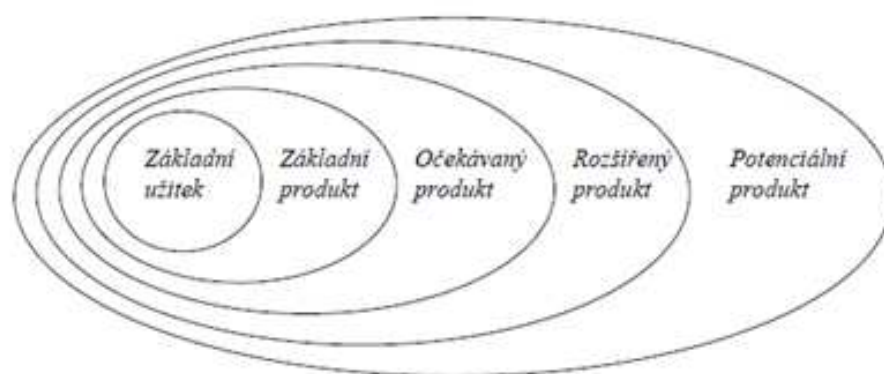 Základní užitek
Základní produkt
Očekávaný produkt
Rozšířený produkt
Potenciální produkt